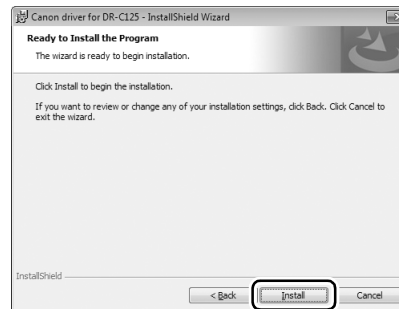 Canon driver for DR-C125 - InstallShield Wizard
Ready to Install the Program
The wizard is ready to begin installation.
Click Install to begin the installation.
If you want to review or change any of your installation settings, click Back. Click Cancel to
exit the wizard.
InstallShield
< Back Install Cancel